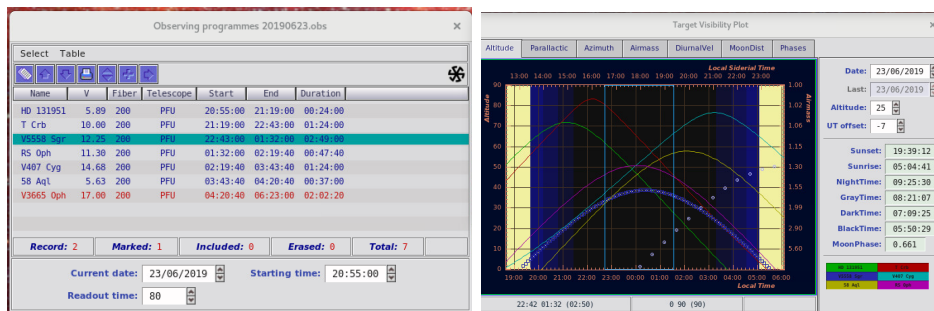 Observing programmes 20190623.obs
×
Select Table
Name V Fiber Telescope Start End Duration
HD 131951 5.89 200 PFU 20:55:00 21:19:00 00:24:00
T Crb 10.00 200 PFU 21:19:00 22:43:00 01:24:00
V5558 Sgr 12.25 200 PFU 22:43:00 01:32:00 02:49:00
RS Oph 11.30 200 PFU 01:32:00 02:19:40 00:47:40
V407 Cyg 14.68 200 PFU 02:19:40 03:43:40 01:24:00
58 Aql 5.63 200 PFU 03:43:40 04:20:40 00:37:00
V3665 Oph 17.00 200 PFU 04:20:40 06:23:00 02:02:20
Record: 2 Marked: 1 Included: 0 Erased: 0 Total: 7
Current date: 23/06/2019 Starting time: 20:55:00
Readout time: 80
Target Visibility Plot
×
Altitude Parallactic Azimuth Airmass DiurnalVel MoonDist Phases
Local Siderial Time
13:00 14:00 15:00 16:00 17:00 18:00 19:00 20:00 21:00 22:00 23:00
Altitude
90
80
70
60
50
40
30
20
10
0
1.00
1.02
1.06
1.15
1.30
1.55
1.99
2.90
5.60
Airmass
19:00 20:00 21:00 22:00 23:00 00:00 01:00 02:00 03:00 04:00 05:00 06:00
Local Time
22:42 01:32 (02:50) 0 90 (90)
Date: 23/06/2019
Last: 23/06/2019
Altitude: 25
UT offset: -7
Sunset: 19:39:12
Sunrise: 05:04:41
NightTime: 09:25:30
GrayTime: 08:21:07
DarkTime: 07:09:25
BlackTime: 05:50:29
MoonPhase: 0.661
HD 131951
V407 Cyg
58 Aql